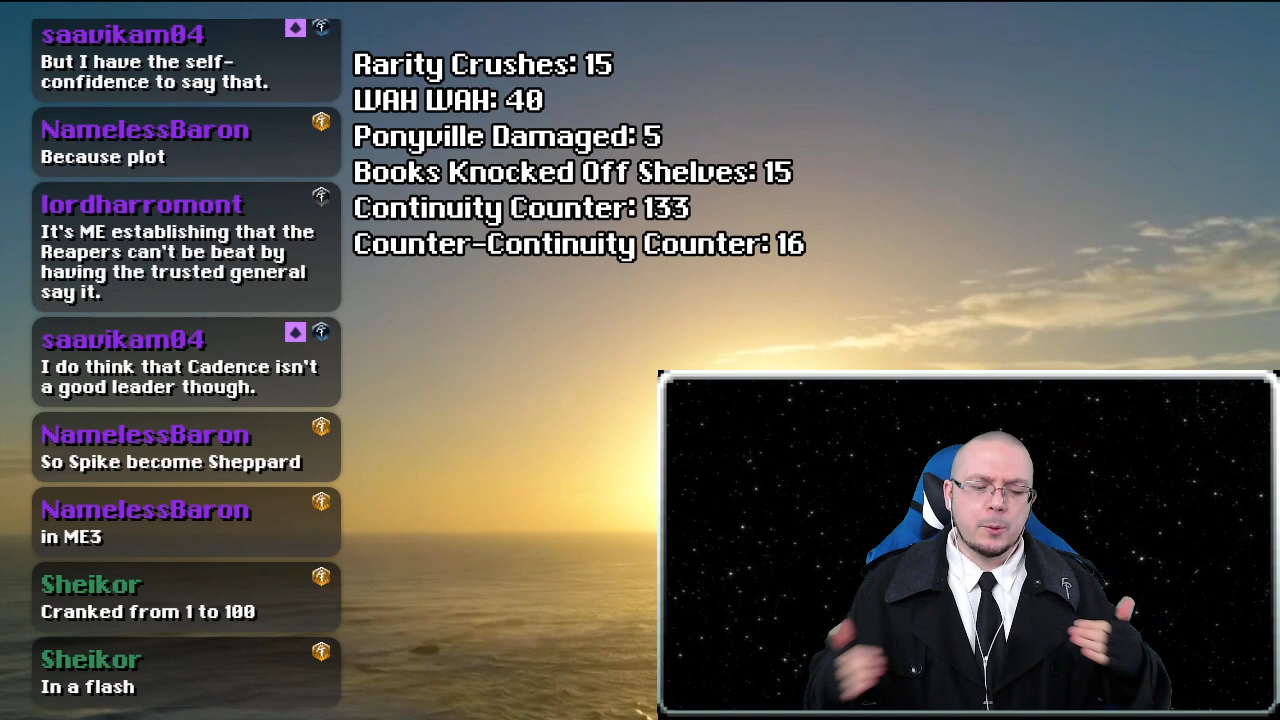 saavikam04
But I have the self-
confidence to say that.
NamelessBaron
Because plot
lordharromont
It's ME establishing that the
Reapers can't be beat by
having the trusted general
say it.
saavikam04
I do think that Cadence isn't
a good leader though.
NamelessBaron
So Spike become Sheppard
NamelessBaron
in ME3
Sheikor
Cranked from 1 to 100
Sheikor
In a flash
Rarity Crushes: 15
WAH WAH: 40
Ponyville Damaged: 5
Books Knocked Off Shelves: 15
Continuity Counter: 133
Counter-Continuity Counter: 16